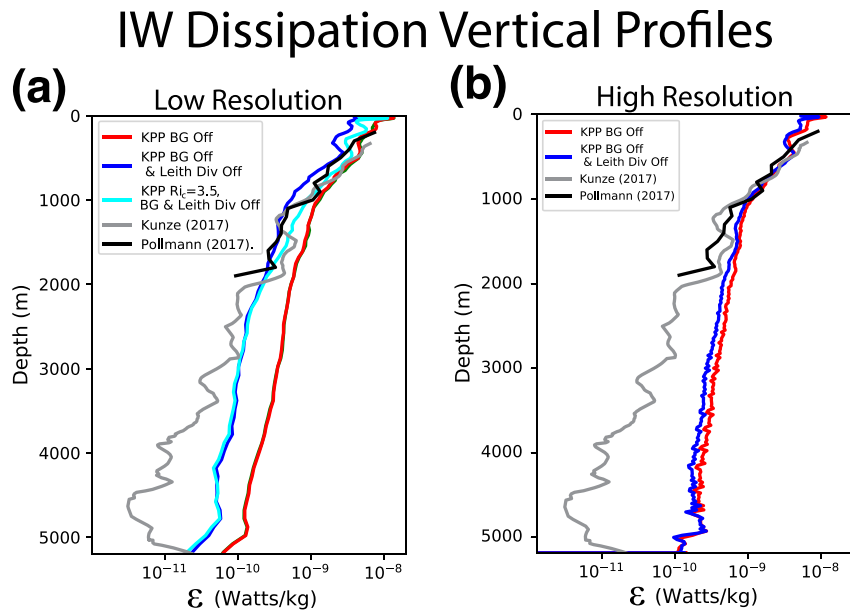 IW Dissipation Vertical Profiles
(a)
Low Resolution
KPP BG Off
KPP BG Off
& Leith Div Off
KPP Ri_c=3.5,
BG & Leith Div Off
Kunze (2017)
Pollmann (2017).
0
1000
2000
3000
4000
5000
Depth (m)
10⁻¹¹
10⁻¹⁰
10⁻⁹
10⁻⁸
ε (Watts/kg)
(b)
High Resolution
KPP BG Off
KPP BG Off
& Leith Div Off
Kunze (2017)
Pollmann (2017)
0
1000
2000
3000
4000
5000
Depth (m)
10⁻¹¹
10⁻¹⁰
10⁻⁹
10⁻⁸
ε (Watts/kg)